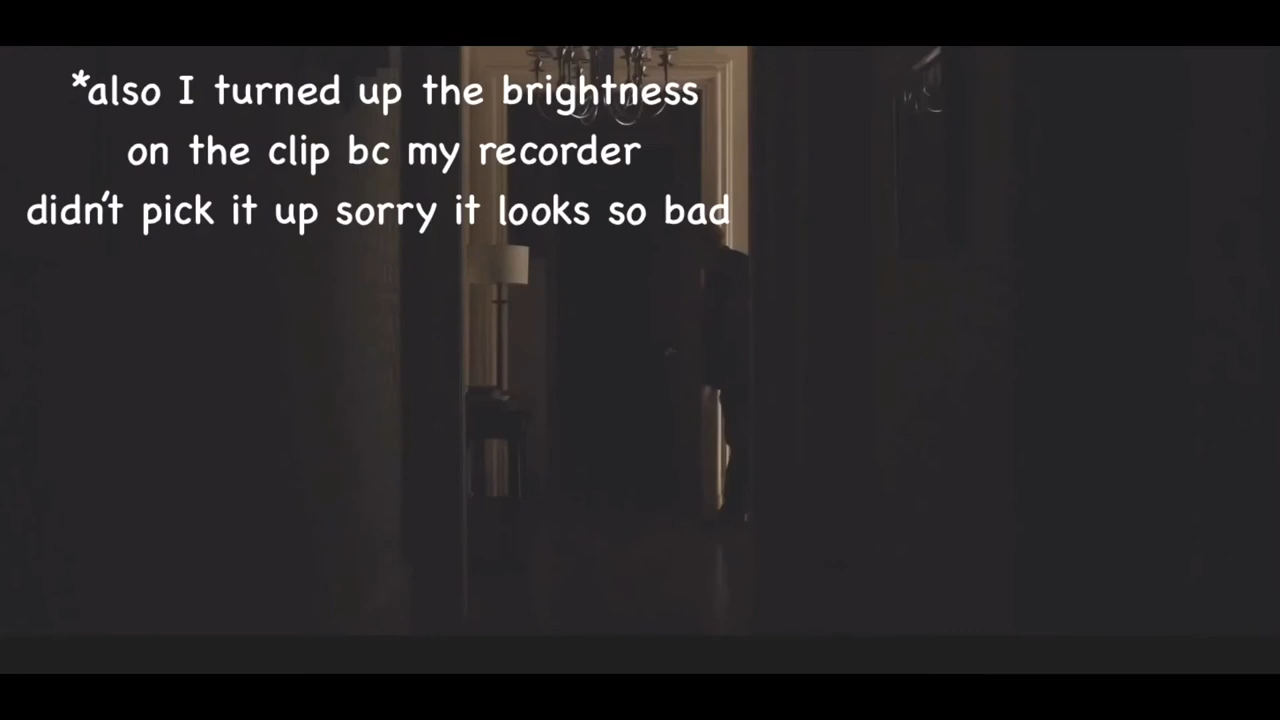 *also I turned up the brightness
on the clip bc my recorder
didn't pick it up sorry it looks so bad